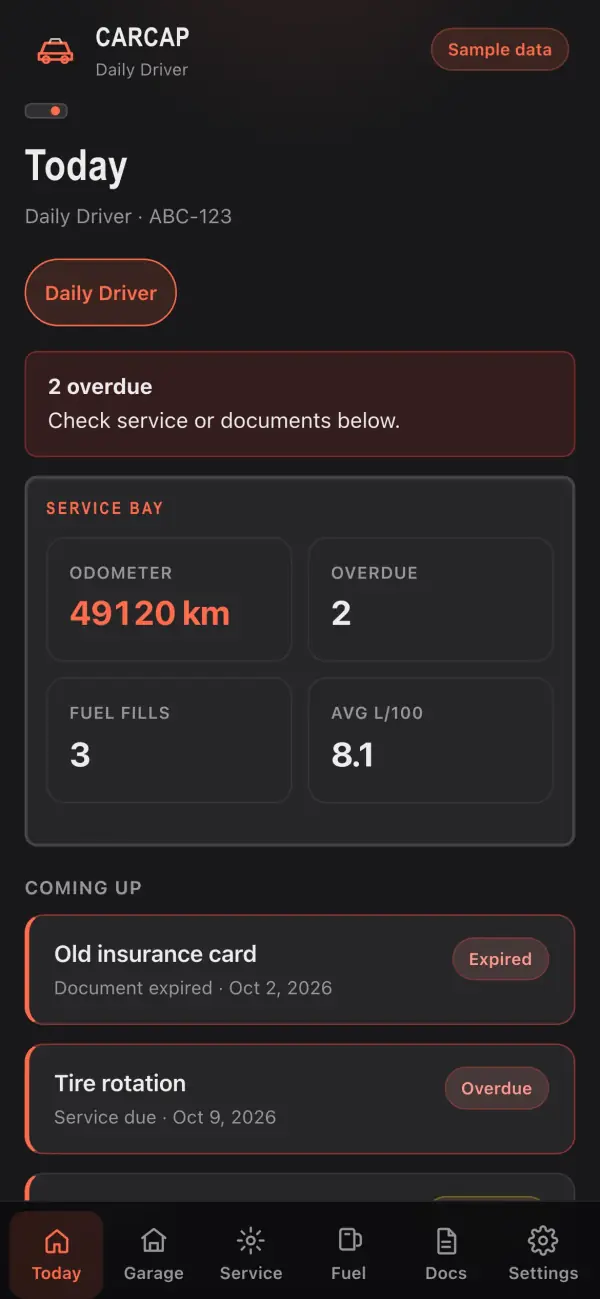 CARCAP
Daily Driver
Sample data
Today
Daily Driver · ABC-123
Daily Driver
2 overdue
Check service or documents below.
SERVICE BAY
ODOMETER
49120 km
OVERDUE
2
FUEL FILLS
3
AVG L/100
8.1
COMING UP
Old insurance card
Document expired · Oct 2, 2026
Expired
Tire rotation
Service due · Oct 9, 2026
Overdue
Today
Garage
Service
Fuel
Docs
Settings